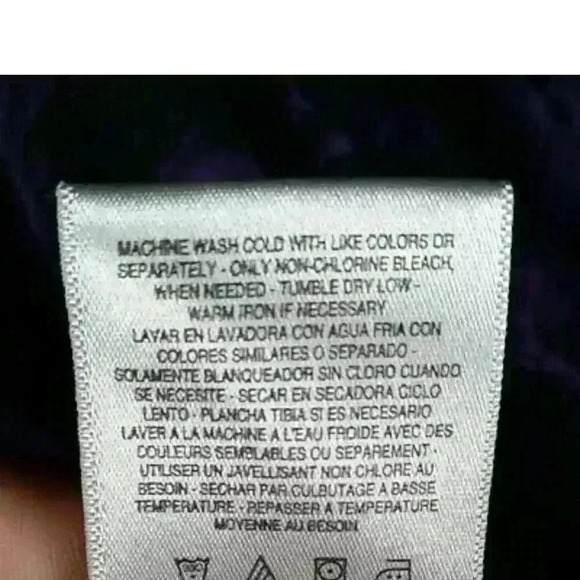 MACHINE WASH COLD WITH LIKE COLORS OR
SEPARATELY - ONLY NON-CHLORINE BLEACH,
WHEN NEEDED - TUMBLE DRY LOW -
WARM IRON IF NECESSARY
LAVAR EN LAVADORA CON AGUA FRIA CON
COLORES SIMILARES O SEPARADO -
SOLAMENTE BLANQUEADOR SIN CLORO CUANDO
SE NECESITE - SECAR EN SECADORA CICLO
LENTO - PLANCHA TIBIA SI ES NECESARIO
LAVER A LA MACHINE A L'EAU FROIDE AVEC DES
COULEURS SEMBLABLES OU SEPAREMENT -
UTILISER UN JAVELLISANT NON CHLORE AU
BESOIN - SECHAR PAR CULBUTAGE A BASSE
TEMPERATURE - REPASSER A TEMPERATURE
MOYENNE AU BESOIN